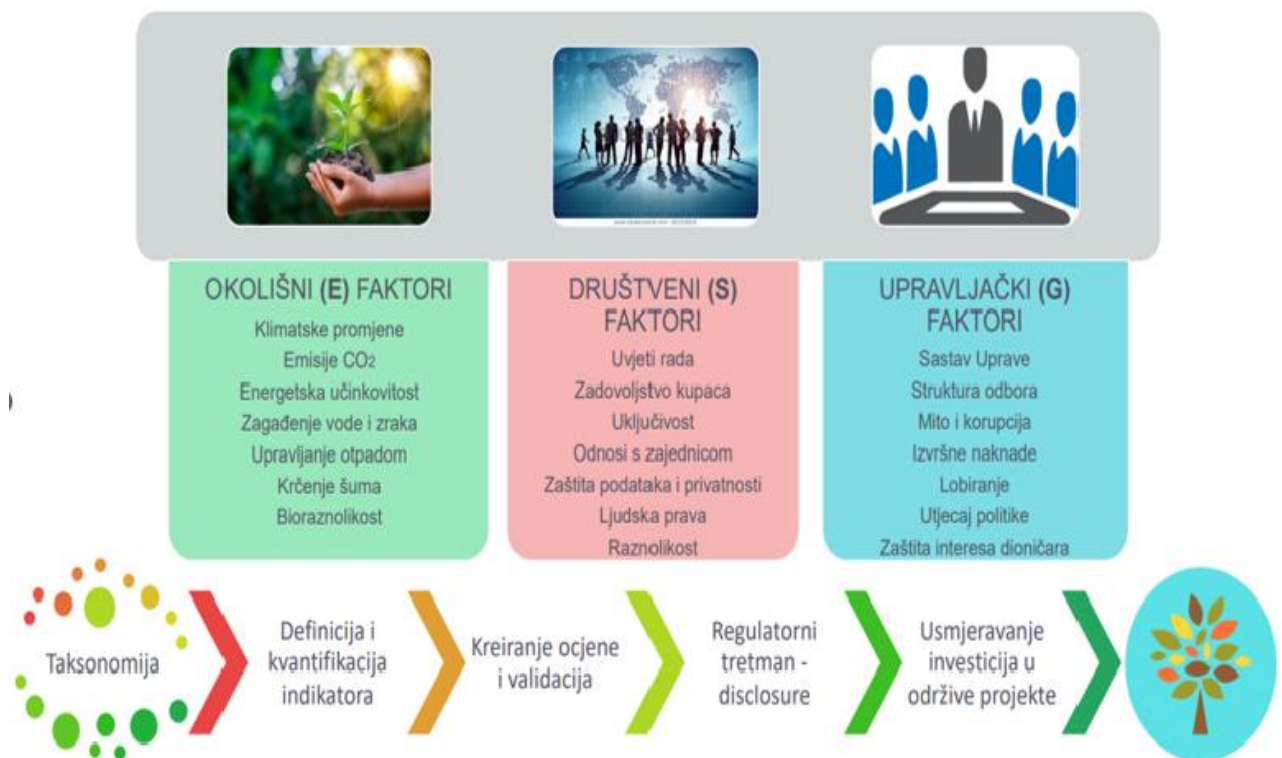 OKOLIŠNI (E) FAKTORI
Klimatske promjene
Emisije CO2
Energetska učinkovitost
Zagađenje vode i zraka
Upravljanje otpadom
Krčenje šuma
Bioraznolikost
DRUŠTVENI (S)
FAKTORI
Uvjeti rada
Zadovoljstvo kupaca
Uključivost
Odnosi s zajednicom
Zaštita podataka i privatnosti
Ljudska prava
Raznolikost
UPRAVLJAČKI (G)
FAKTORI
Sastav Uprave
Struktura odbora
Mito i korupcija
Izvršne naknade
Lobiranje
Utjecaj politike
Zaštita interesa dioničara
Taksonomija
Definicija i
kvantifikacija
indikatora
Kreiranje ocjene
i validacija
Regulatorni
tretman -
disclosure
Usmjeravanje
investicija u
održive projekte